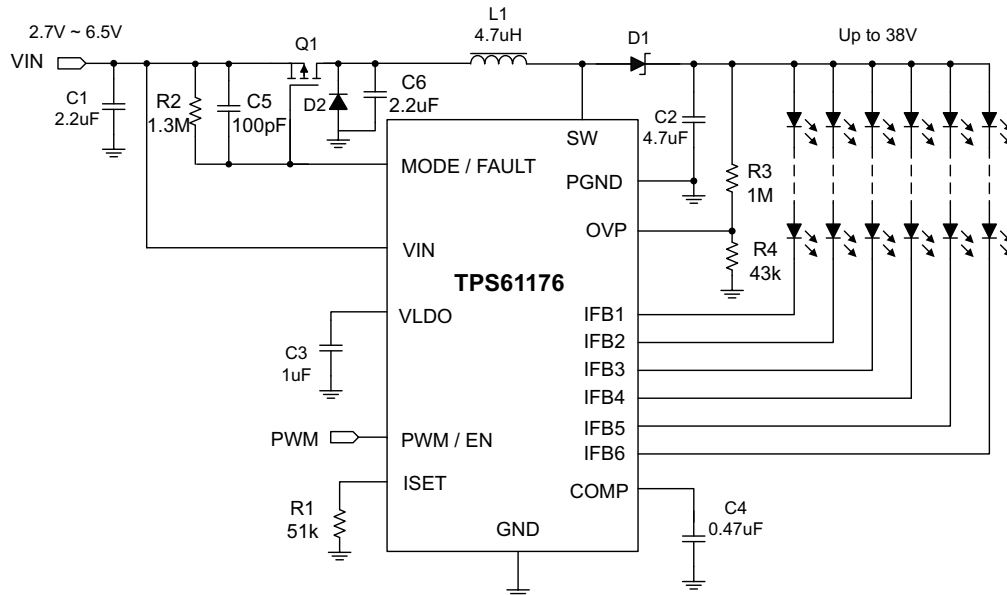 L1
4.7uH
2.7V ~ 6.5V
Q1
D1
Up to 38V
VIN
C1
2.2uF
R2
1.3M
C5
100pF
D2
C6
2.2uF
SW
C2
4.7uF
MODE / FAULT
PGND
R3
1M
OVP
VIN
R4
43k
TPS61176
VLDO
IFB1
IFB2
C3
1uF
IFB3
IFB4
IFB5
PWM
PWM / EN
IFB6
ISET
COMP
R1
51k
GND
C4
0.47uF